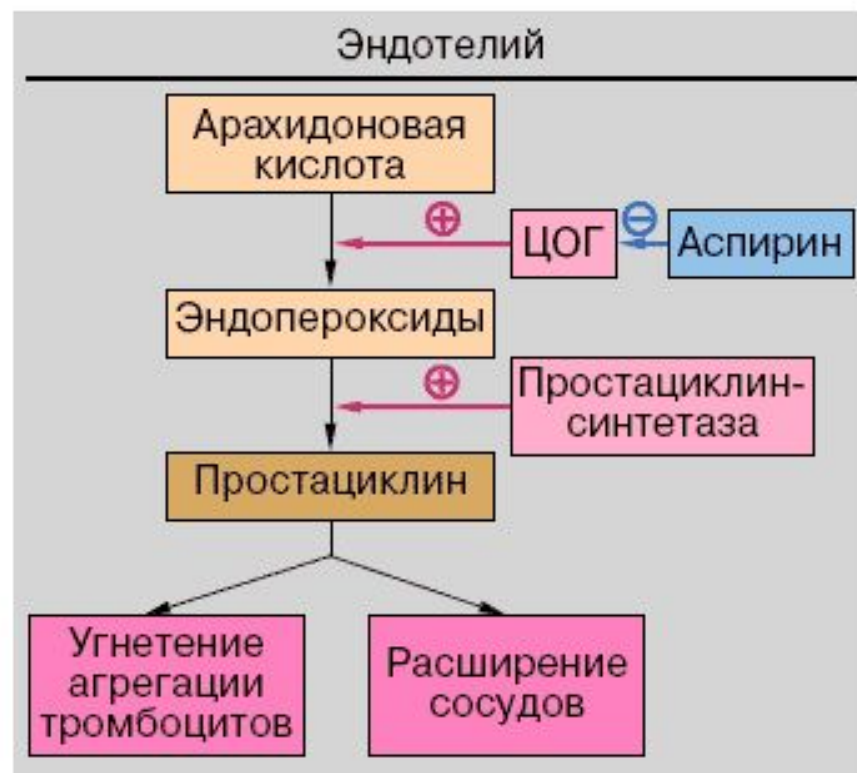 Эндотелий
Арахидоновая
кислота
⊕
ЦОГ
⊖
Аспирин
Эндопероксиды
⊕
Простациклин-
синтетаза
Простациклин
Угнетение
агрегации
тромбоцитов
Расширение
сосудов